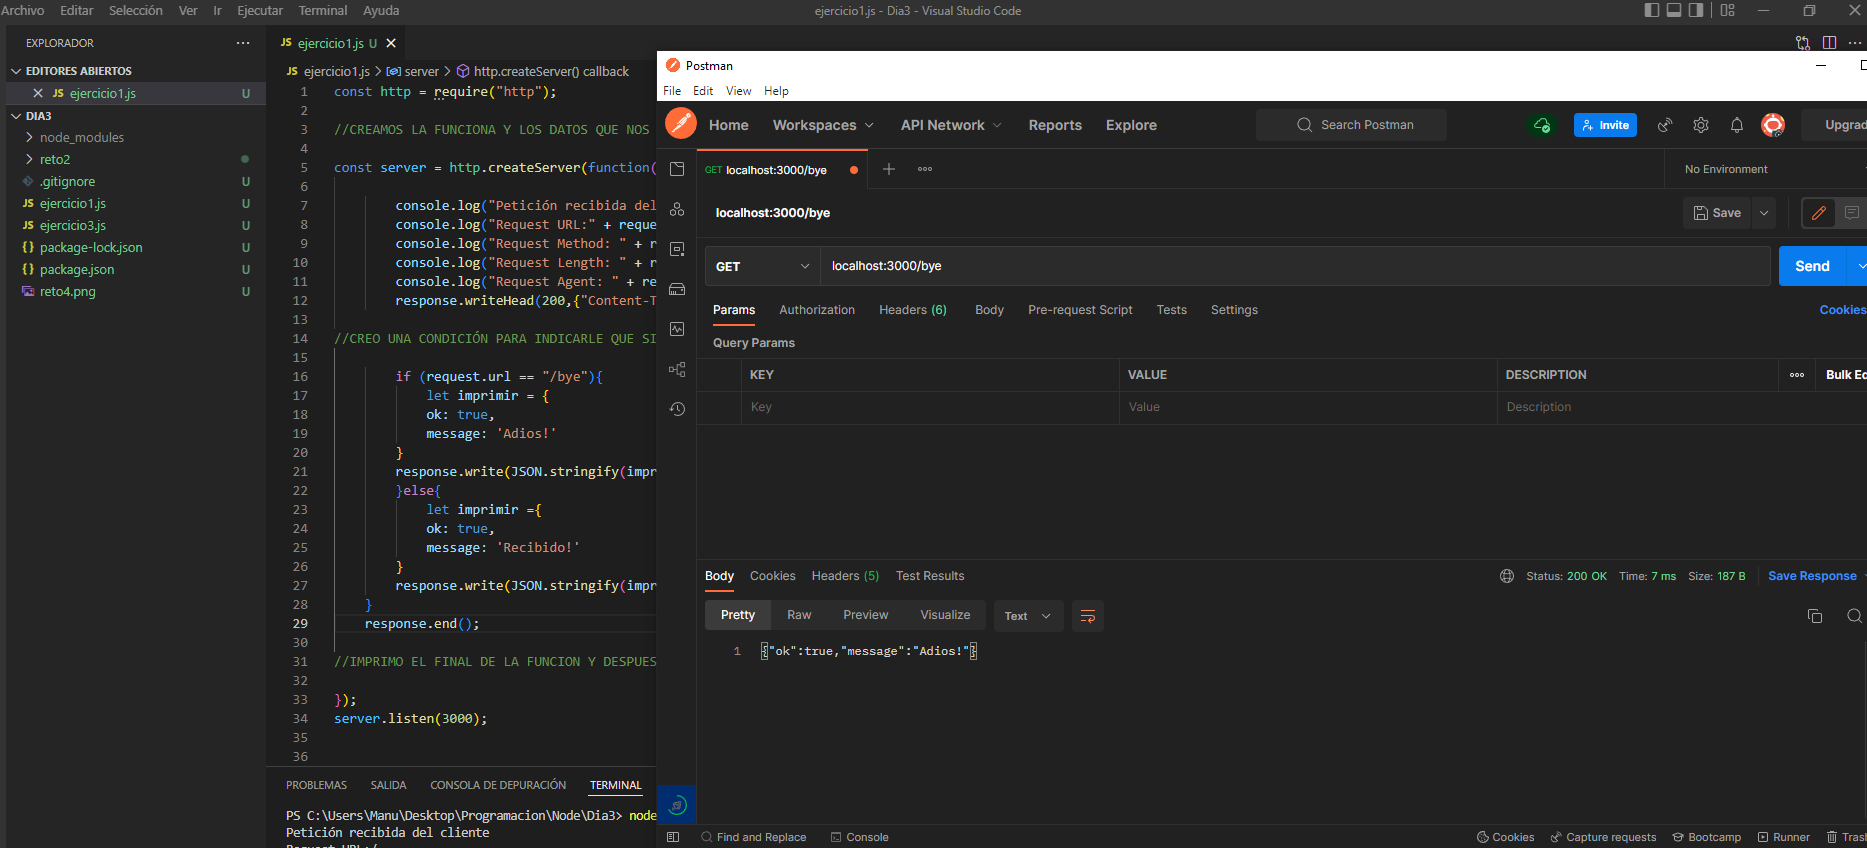 Archivo Editar Selección Ver Ir Ejecutar Terminal Ayuda
ejercicio1.js - Dia3 - Visual Studio Code
EXPLORADOR
EDITORES ABIERTOS
JS ejercicio1.js U
DIA3
node_modules
reto2
.gitignore U
JS ejercicio1.js U
JS ejercicio3.js U
{} package-lock.json U
{} package.json U
reto4.png U
JS ejercicio1.js U
JS ejercicio1.js > server > http.createServer() callback
1 const http = require("http");
2
3 //CREAMOS LA FUNCIONA Y LOS DATOS QUE NOS
4
5 const server = http.createServer(function(
6
7 console.log("Petición recibida del
8 console.log("Request URL:" + reque
9 console.log("Request Method: " + r
10 console.log("Request Length: " + r
11 console.log("Request Agent: " + re
12 response.writeHead(200,{"Content-T
13
14 //CREO UNA CONDICIÓN PARA INDICARLE QUE SI
15
16 if (request.url == "/bye"){
17 let imprimir = {
18 ok: true,
19 message: 'Adios!'
20 }
21 response.write(JSON.stringify(impr
22 }else{
23 let imprimir ={
24 ok: true,
25 message: 'Recibido!'
26 }
27 response.write(JSON.stringify(impr
28 }
29 response.end();
30
31 //IMPRIMO EL FINAL DE LA FUNCION Y DESPUES
32
33 });
34 server.listen(3000);
35
36
PROBLEMAS SALIDA CONSOLA DE DEPURACIÓN TERMINAL
PS C:\Users\Manu\Desktop\Programacion\Node\Dia3> node
Petición recibida del cliente
Request URL:/
Postman
File Edit View Help
Home Workspaces API Network Reports Explore
Search Postman
Invite
Upgrad
GET localhost:3000/bye
No Environment
localhost:3000/bye
Save
GET localhost:3000/bye
Send
Params Authorization Headers (6) Body Pre-request Script Tests Settings
Cookies
Query Params
KEY VALUE DESCRIPTION
Bulk Ed
Key Value Description
Body Cookies Headers (5) Test Results
Status: 200 OK Time: 7 ms Size: 187 B Save Response
Pretty Raw Preview Visualize Text
1 {"ok":true,"message":"Adios!"}
Find and Replace Console
Cookies Capture requests Bootcamp Runner Trash